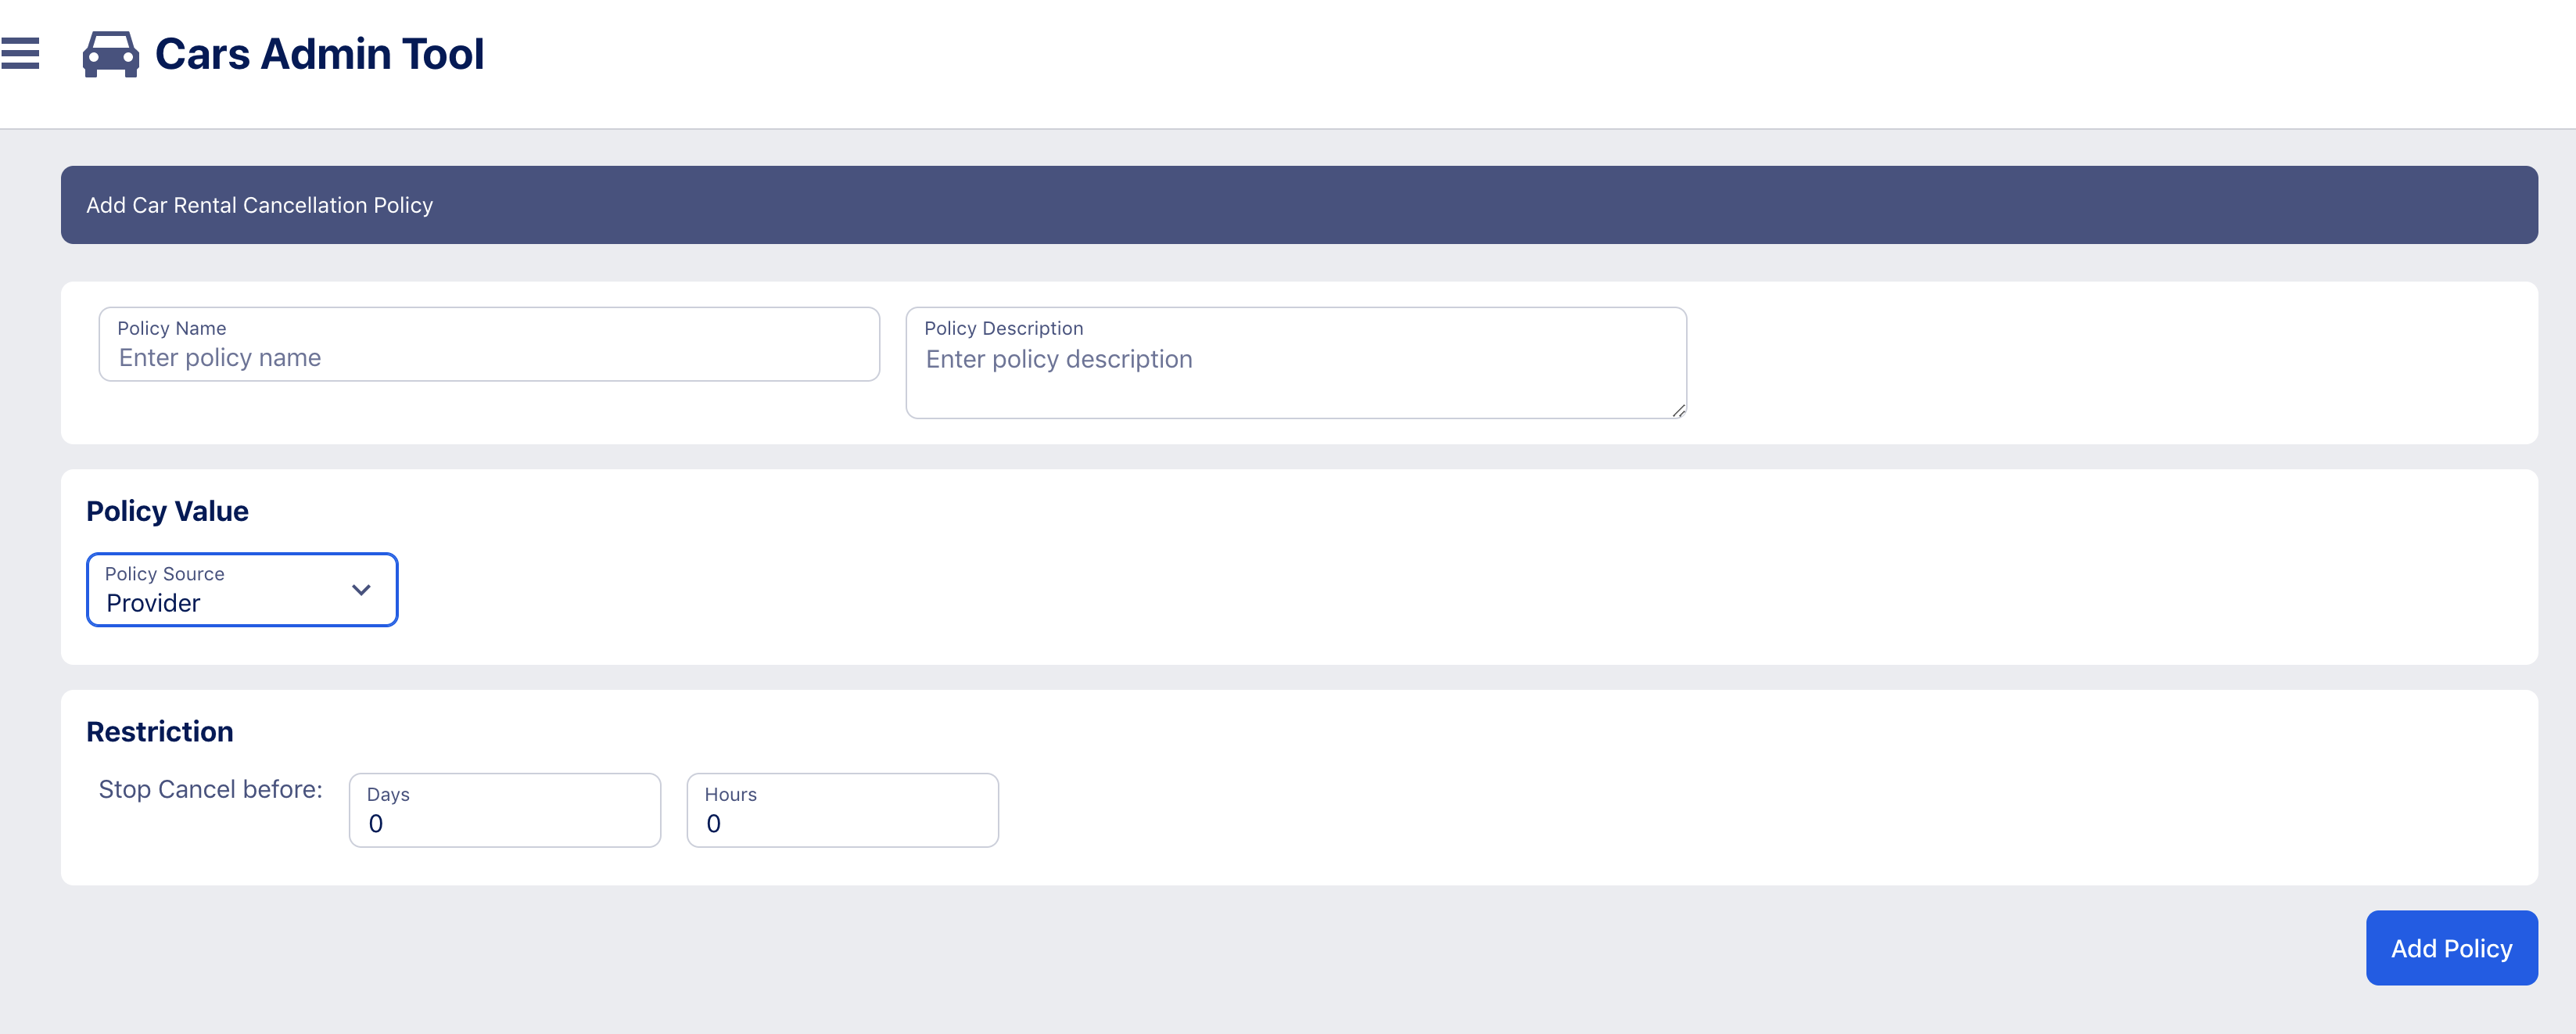 Cars Admin Tool
Add Car Rental Cancellation Policy
Policy Name
Enter policy name
Policy Description
Enter policy description
Policy Value
Policy Source
Provider
Restriction
Stop Cancel before:
Days
0
Hours
0
Add Policy